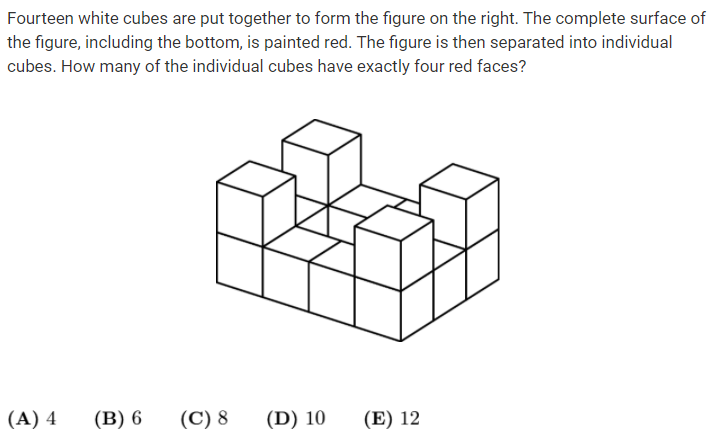 Fourteen white cubes are put together to form the figure on the right. The complete surface of
the figure, including the bottom, is painted red. The figure is then separated into individual
cubes. How many of the individual cubes have exactly four red faces?
(A) 4 (B) 6 (C) 8 (D) 10 (E) 12